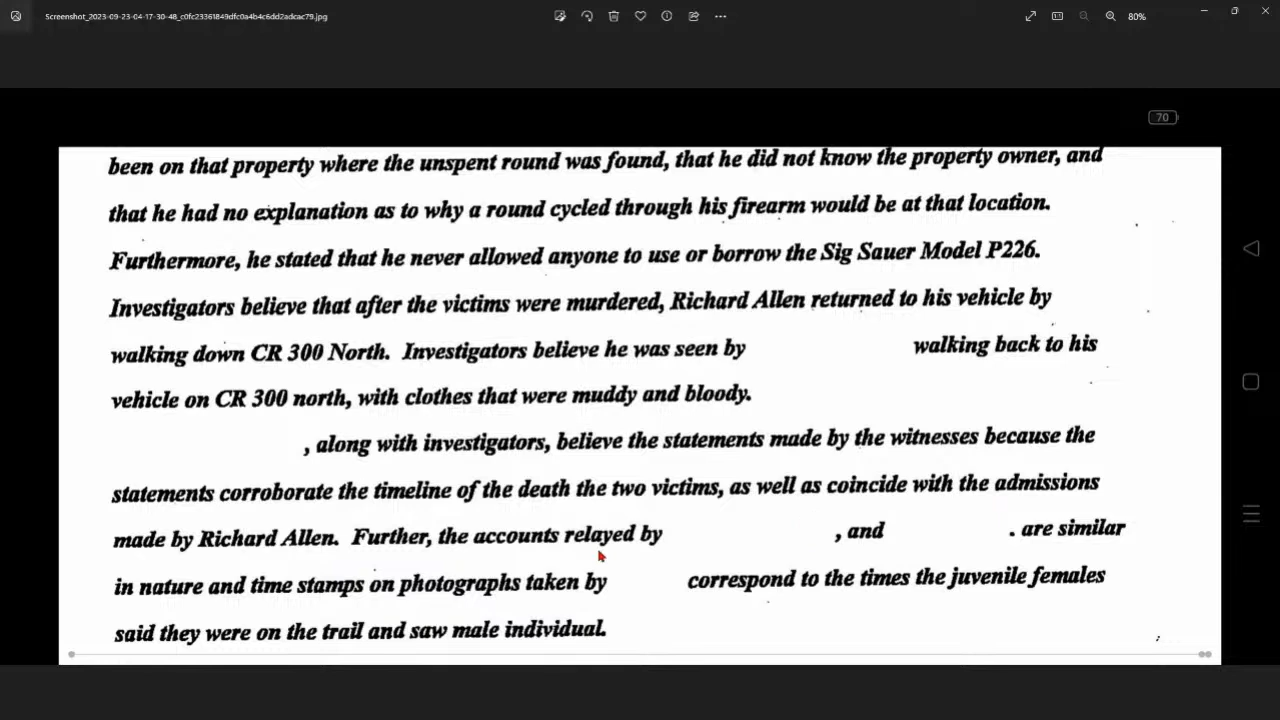 Screenshot_2023-09-23-04-17-30-48_c0fc23361849dfc0a4b4c6dd2adcac79.jpg
80%
70
been on that property where the unspent round was found, that he did not know the property owner, and
that he had no explanation as to why a round cycled through his firearm would be at that location.
Furthermore, he stated that he never allowed anyone to use or borrow the Sig Sauer Model P226.
Investigators believe that after the victims were murdered, Richard Allen returned to his vehicle by
walking down CR 300 North. Investigators believe he was seen by walking back to his
vehicle on CR 300 north, with clothes that were muddy and bloody.
, along with investigators, believe the statements made by the witnesses because the
statements corroborate the timeline of the death the two victims, as well as coincide with the admissions
made by Richard Allen. Further, the accounts relayed by , and . are similar
in nature and time stamps on photographs taken by correspond to the times the juvenile females
said they were on the trail and saw male individual.